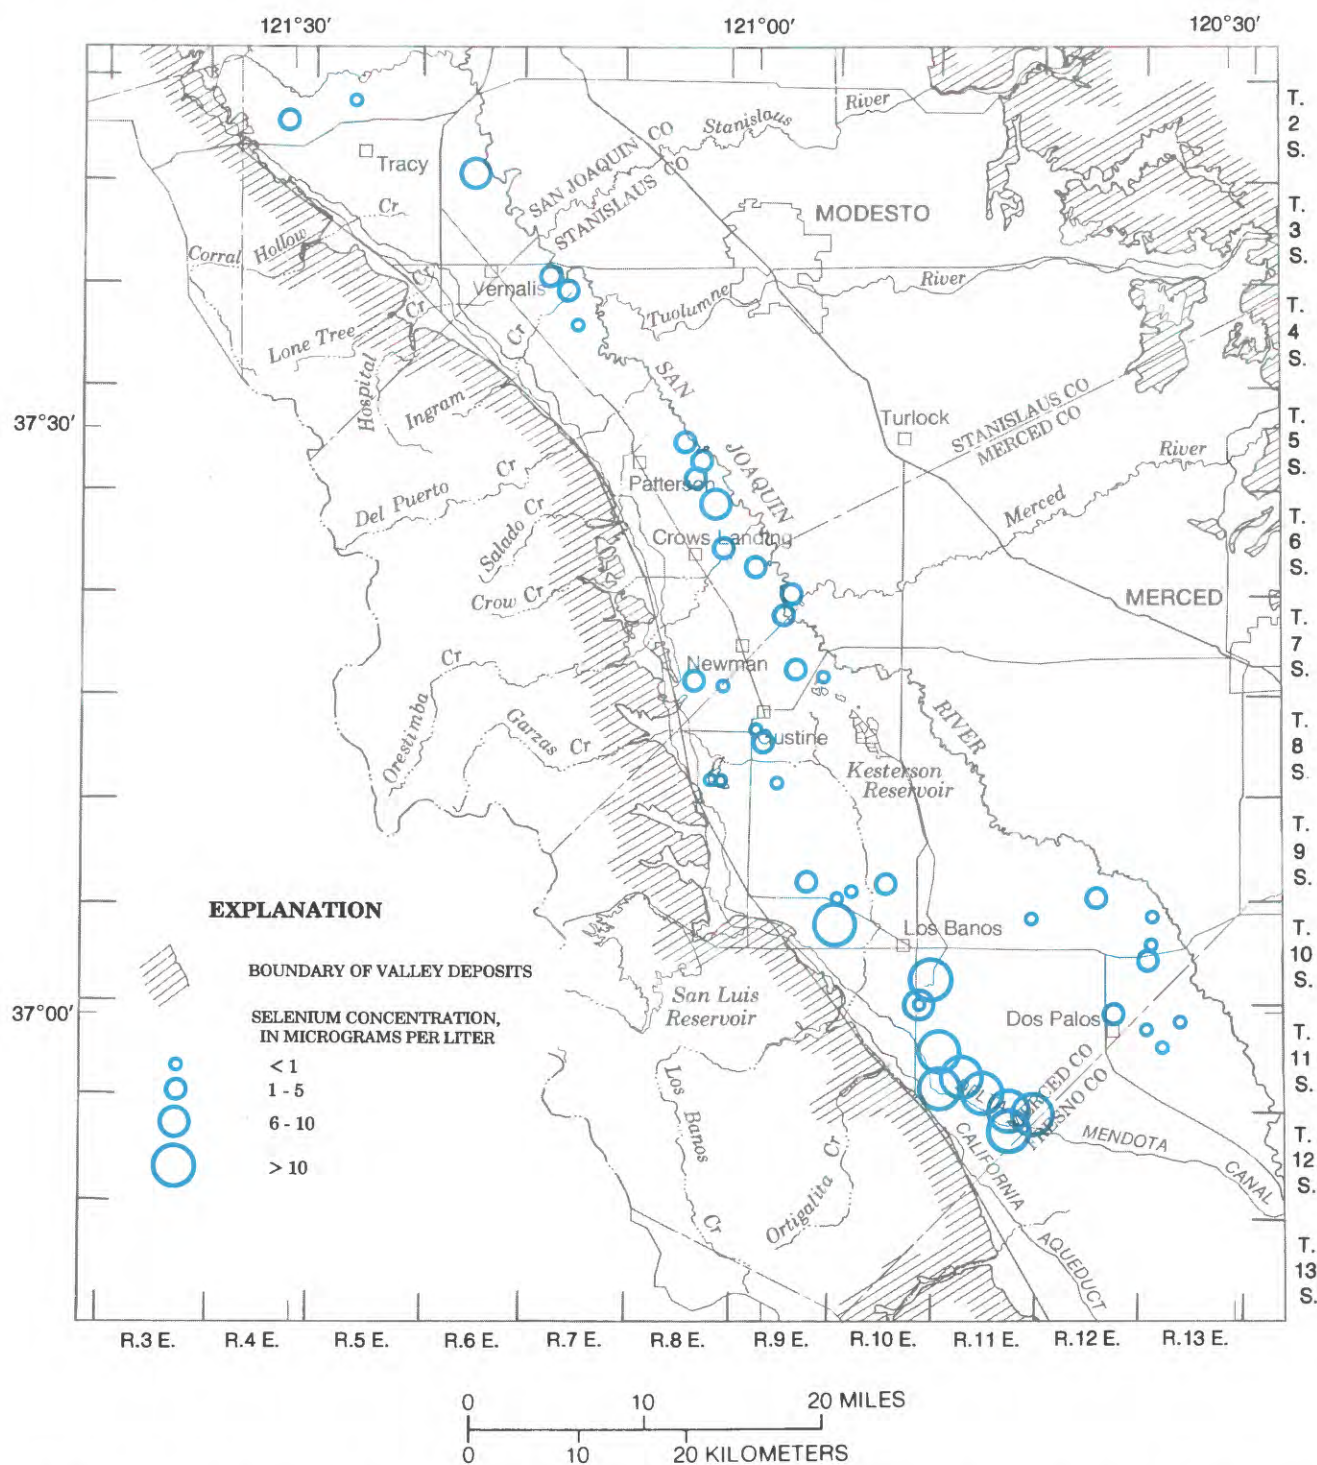 121°30′
121°00′
120°30′
T.
2
S.
T.
3
S.
T.
4
S.
T.
5
S.
T.
6
S.
T.
7
S.
T.
8
S.
T.
9
S.
T.
10
S.
T.
11
S.
T.
12
S.
T.
13
S.
37°30′
37°00′
Stanislaus River
Tracy
SAN JOAQUIN CO
STANISLAUS CO
MODESTO
Corral Hollow Cr
Vernalis
Tuolumne River
Lone Tree Cr
Hospital Cr
Ingram Cr
SAN JOAQUIN RIVER
Turlock
STANISLAUS CO
MERCED CO
Patterson
Del Puerto Cr
Salado Cr
Crows Landing
Merced River
Crow Cr
MERCED
Newman
Orestimba Cr
Garzas Cr
Gustine
Kesterson
Reservoir
Los Banos
San Luis
Reservoir
Dos Palos
MERCED CO
FRESNO CO
Los Banos Cr
Ortigalita Cr
MENDOTA CANAL
CALIFORNIA AQUEDUCT
EXPLANATION
BOUNDARY OF VALLEY DEPOSITS
SELENIUM CONCENTRATION,
IN MICROGRAMS PER LITER
< 1
1 - 5
6 - 10
> 10
R.3 E. R.4 E. R.5 E. R.6 E. R.7 E. R.8 E. R.9 E. R.10 E. R.11 E. R.12 E. R.13 E.
0 10 20 MILES
0 10 20 KILOMETERS